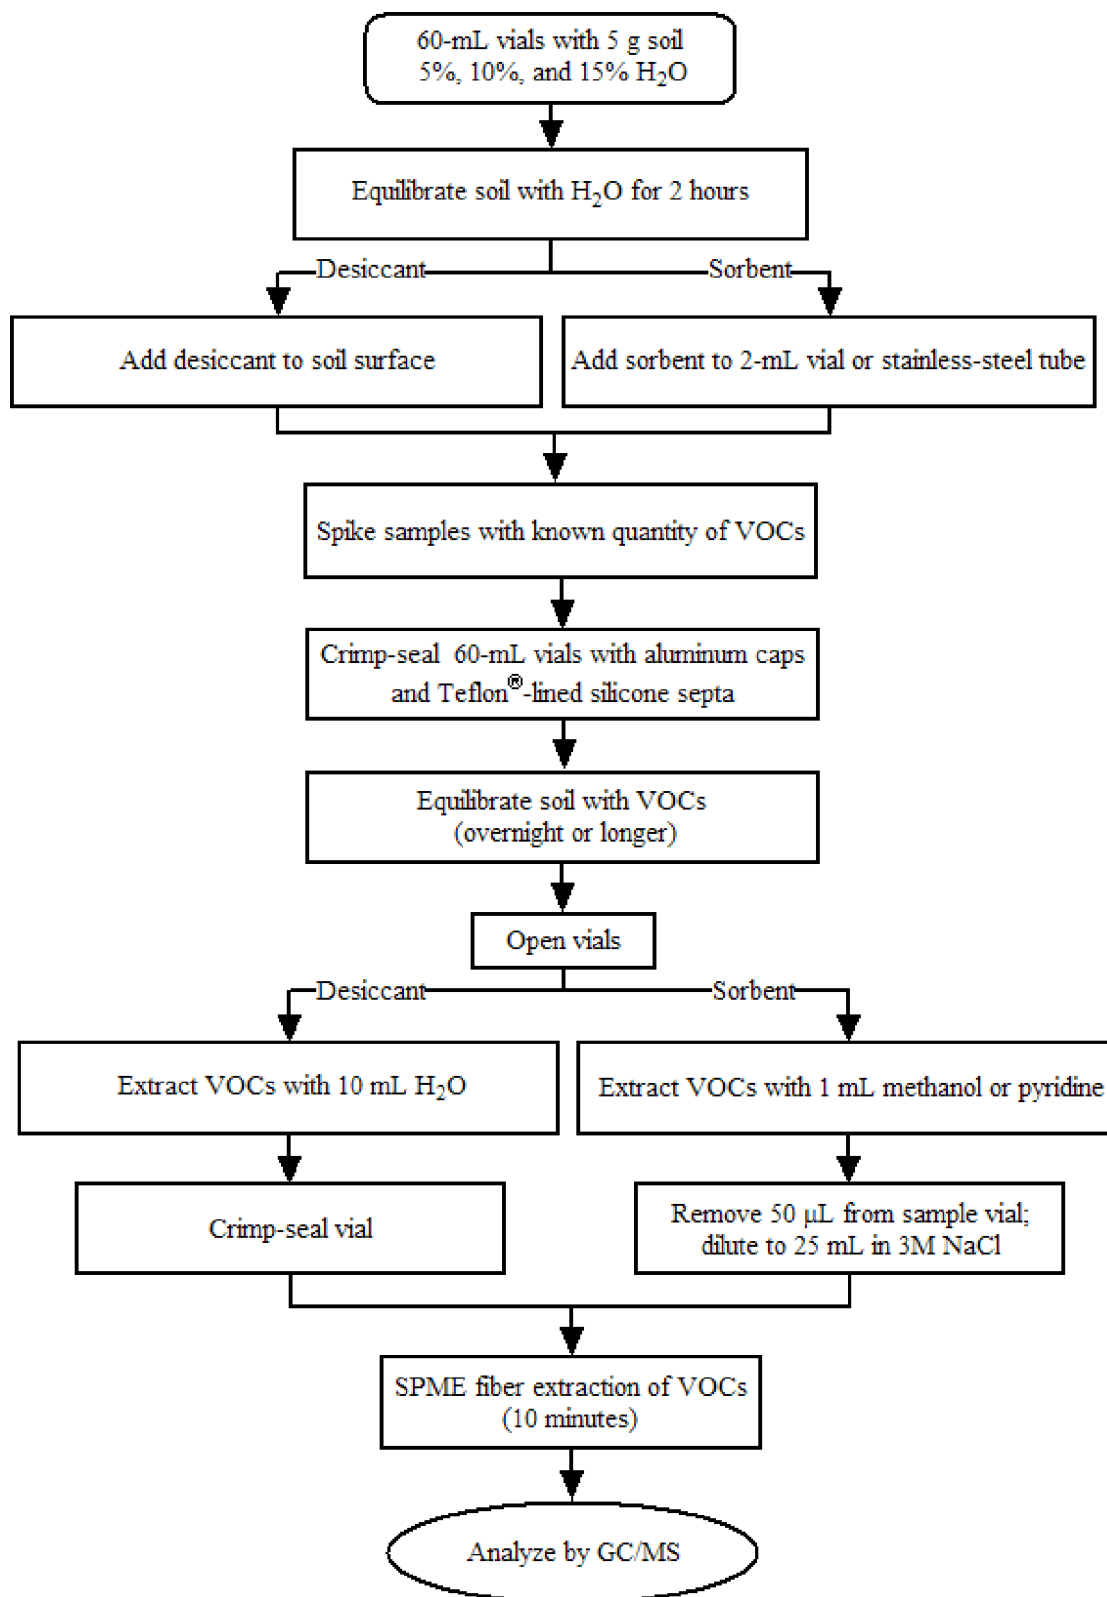 60-mL vials with 5 g soil
5%, 10%, and 15% H₂O
Equilibrate soil with H₂O for 2 hours
Desiccant
Sorbent
Add desiccant to soil surface
Add sorbent to 2-mL vial or stainless-steel tube
Spike samples with known quantity of VOCs
Crimp-seal 60-mL vials with aluminum caps
and Teflon®-lined silicone septa
Equilibrate soil with VOCs
(overnight or longer)
Open vials
Desiccant
Sorbent
Extract VOCs with 10 mL H₂O
Extract VOCs with 1 mL methanol or pyridine
Crimp-seal vial
Remove 50 μL from sample vial;
dilute to 25 mL in 3M NaCl
SPME fiber extraction of VOCs
(10 minutes)
Analyze by GC/MS